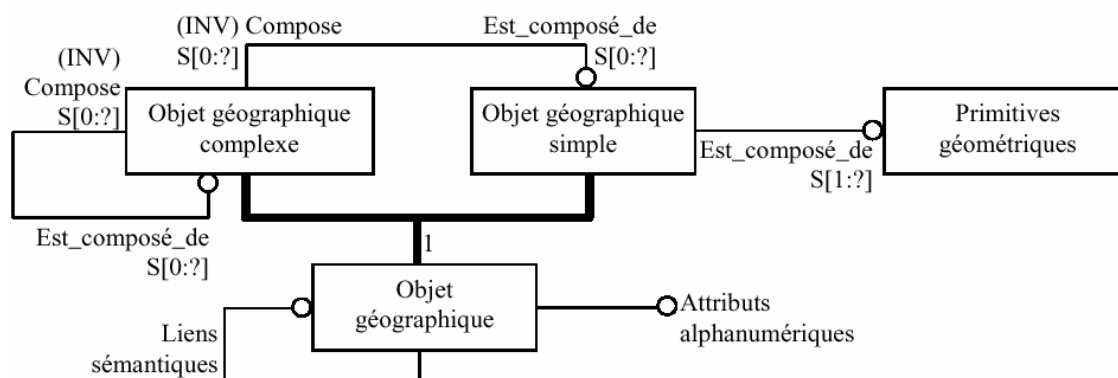 (INV) Compose
S[0:?]
Est_composé_de
S[0:?]
(INV)
Compose
S[0:?]
Objet géographique
complexe
Objet géographique
simple
Primitives
géométriques
Est_composé_de
S[1:?]
Est_composé_de
S[0:?]
1
Objet
géographique
Attributs
alphanumériques
Liens
sémantiques